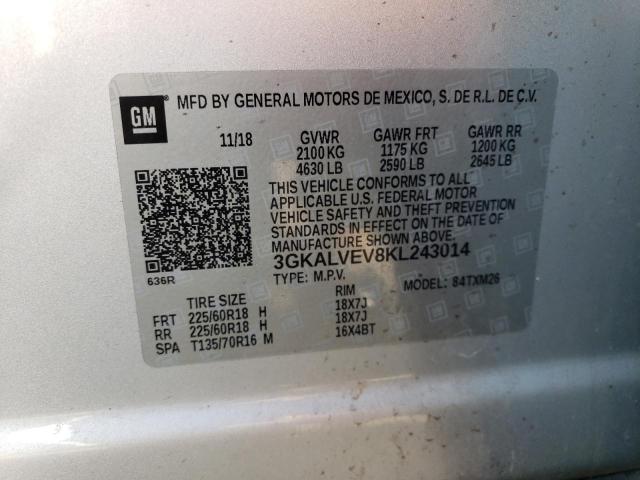 GM ® MFD BY GENERAL MOTORS DE MEXICO, S. DE R.L. DE C.V.
11/18 GVWR GAWR FRT GAWR RR
2100 KG 1175 KG 1200 KG
4630 LB 2590 LB 2645 LB
THIS VEHICLE CONFORMS TO ALL
APPLICABLE U.S. FEDERAL MOTOR
VEHICLE SAFETY AND THEFT PREVENTION
STANDARDS IN EFFECT ON THE DATE OF
MANUFACTURE SHOWN ABOVE.
3GKALVEV8KL243014
636R TYPE: M.P.V. MODEL: 84TXM26
TIRE SIZE RIM
FRT 225/60R18 H 18X7J
RR 225/60R18 H 18X7J
SPA T135/70R16 M 16X4BT